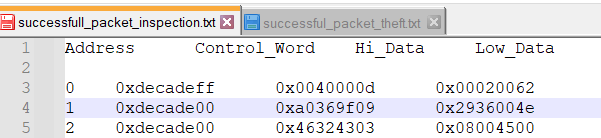 successfull_packet_inspection.txt successful_packet_theft.txt
1 Address Control_Word Hi_Data Low_Data
2
3 0 0xdecadeff 0x0040000d 0x00020062
4 1 0xdecade00 0xa0369f09 0x2936004e
5 2 0xdecade00 0x46324303 0x08004500